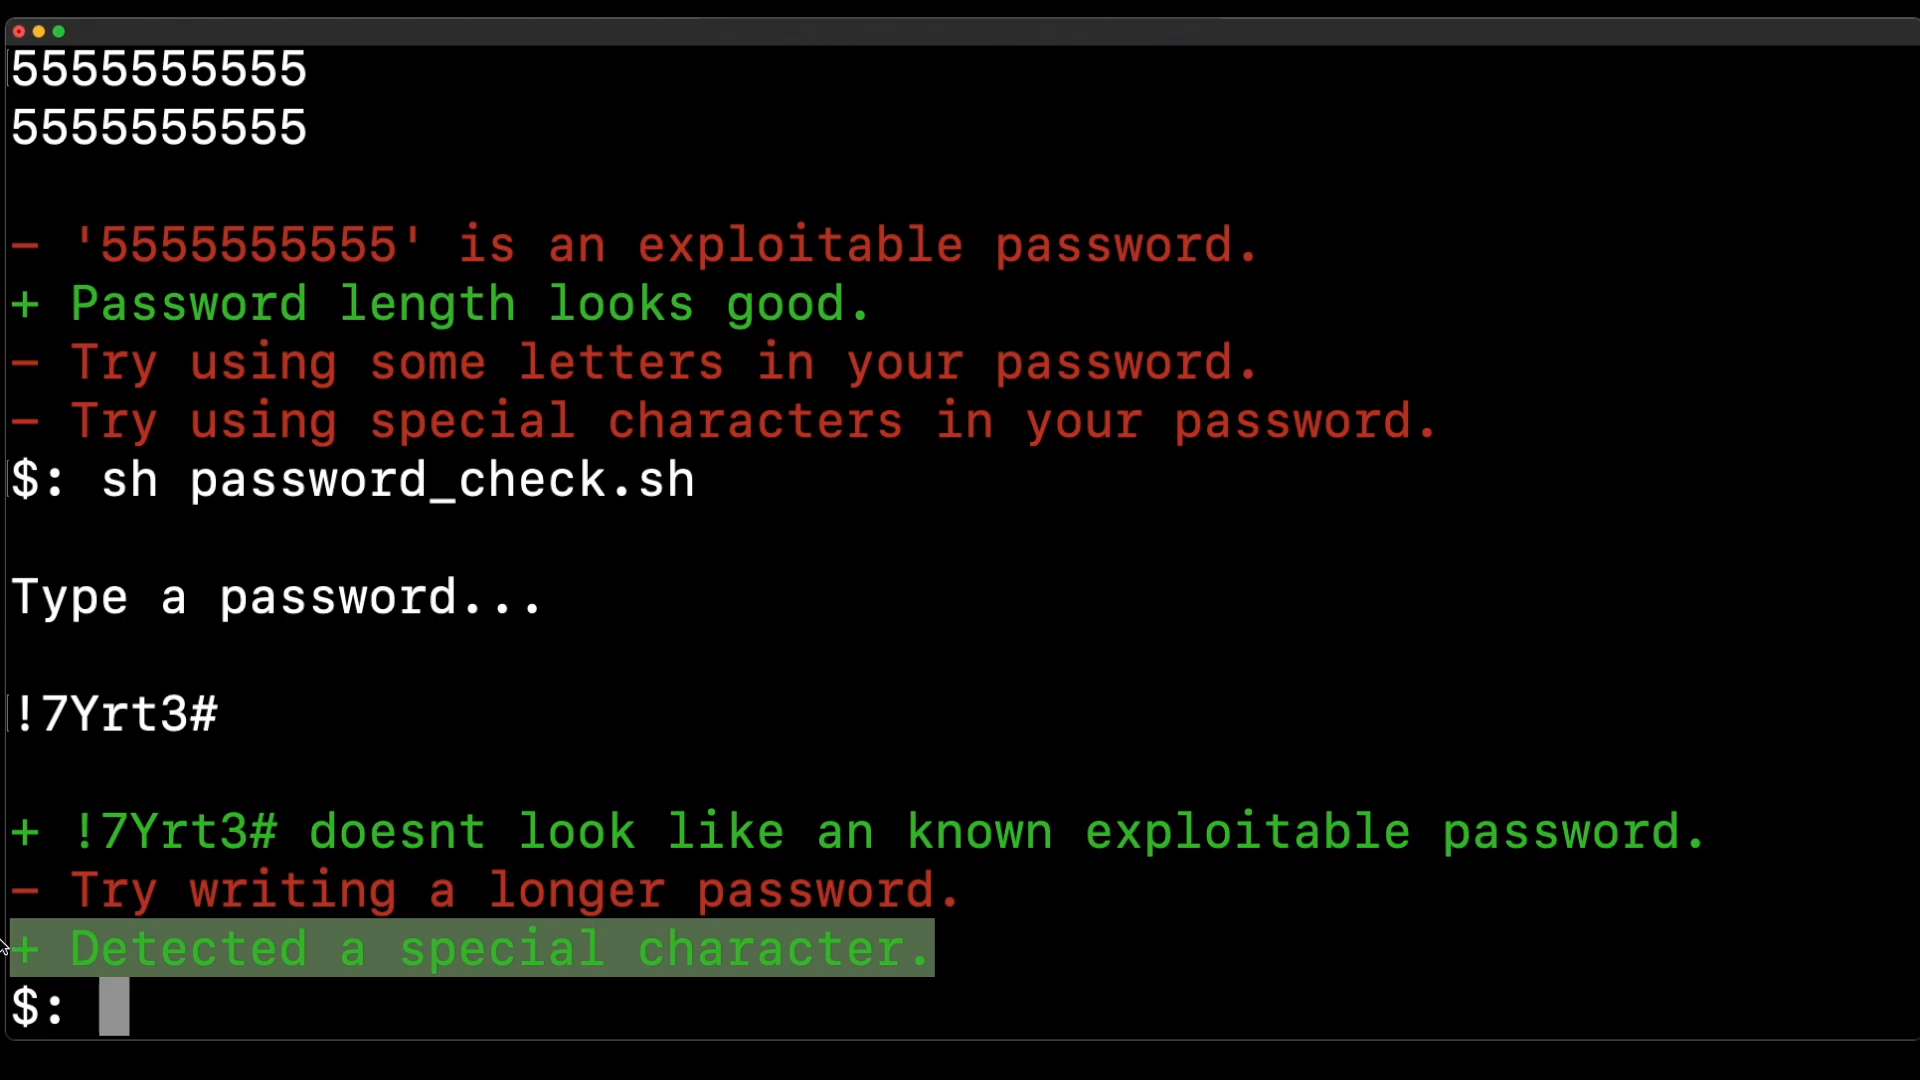 5555555555
5555555555
- '5555555555' is an exploitable password.
+ Password length looks good.
- Try using some letters in your password.
- Try using special characters in your password.
$: sh password_check.sh
Type a password...
!7Yrt3#
+ !7Yrt3# doesnt look like an known exploitable password.
- Try writing a longer password.
+ Detected a special character.
$: